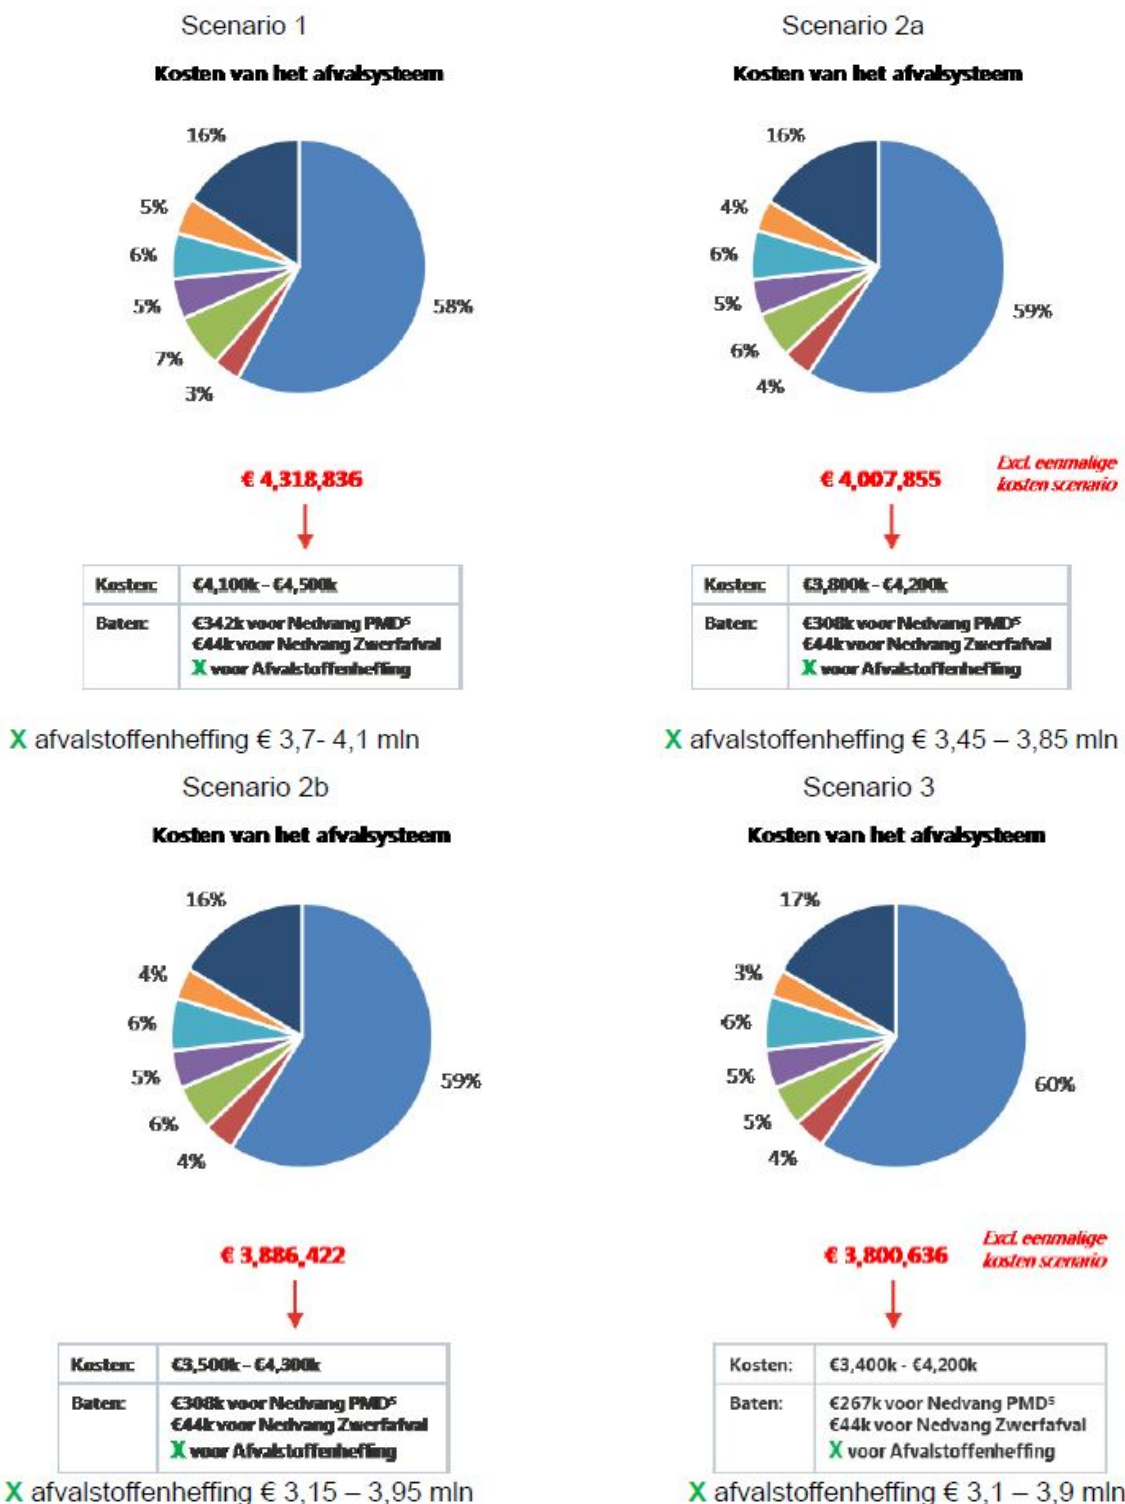 Scenario 1
Kosten van het afvalsysteem
16%
5%
6%
5%
7%
3%
58%
€ 4,318,836
Kosten: €4,100k - €4,500k
Baten: €342k voor Nedvang PMD⁵
€44k voor Nedvang Zwerfafval
X voor Afvalstoffenheffing
X afvalstoffenheffing € 3,7- 4,1 mln
Scenario 2a
Kosten van het afvalsysteem
16%
4%
6%
5%
6%
4%
59%
€ 4,007,855
Excl. eenmalige
kosten scenario
Kosten: €3,800k - €4,200k
Baten: €308k voor Nedvang PMD⁵
€44k voor Nedvang Zwerfafval
X voor Afvalstoffenheffing
X afvalstoffenheffing € 3,45 – 3,85 mln
Scenario 2b
Kosten van het afvalsysteem
16%
4%
6%
5%
6%
4%
59%
€ 3,886,422
Kosten: €3,500k - €4,300k
Baten: €308k voor Nedvang PMD⁵
€44k voor Nedvang Zwerfafval
X voor Afvalstoffenheffing
X afvalstoffenheffing € 3,15 – 3,95 mln
Scenario 3
Kosten van het afvalsysteem
17%
3%
6%
5%
5%
4%
60%
€ 3,800,636
Excl. eenmalige
kosten scenario
Kosten: €3,400k - €4,200k
Baten: €267k voor Nedvang PMD⁵
€44k voor Nedvang Zwerfafval
X voor Afvalstoffenheffing
X afvalstoffenheffing € 3,1 – 3,9 mln